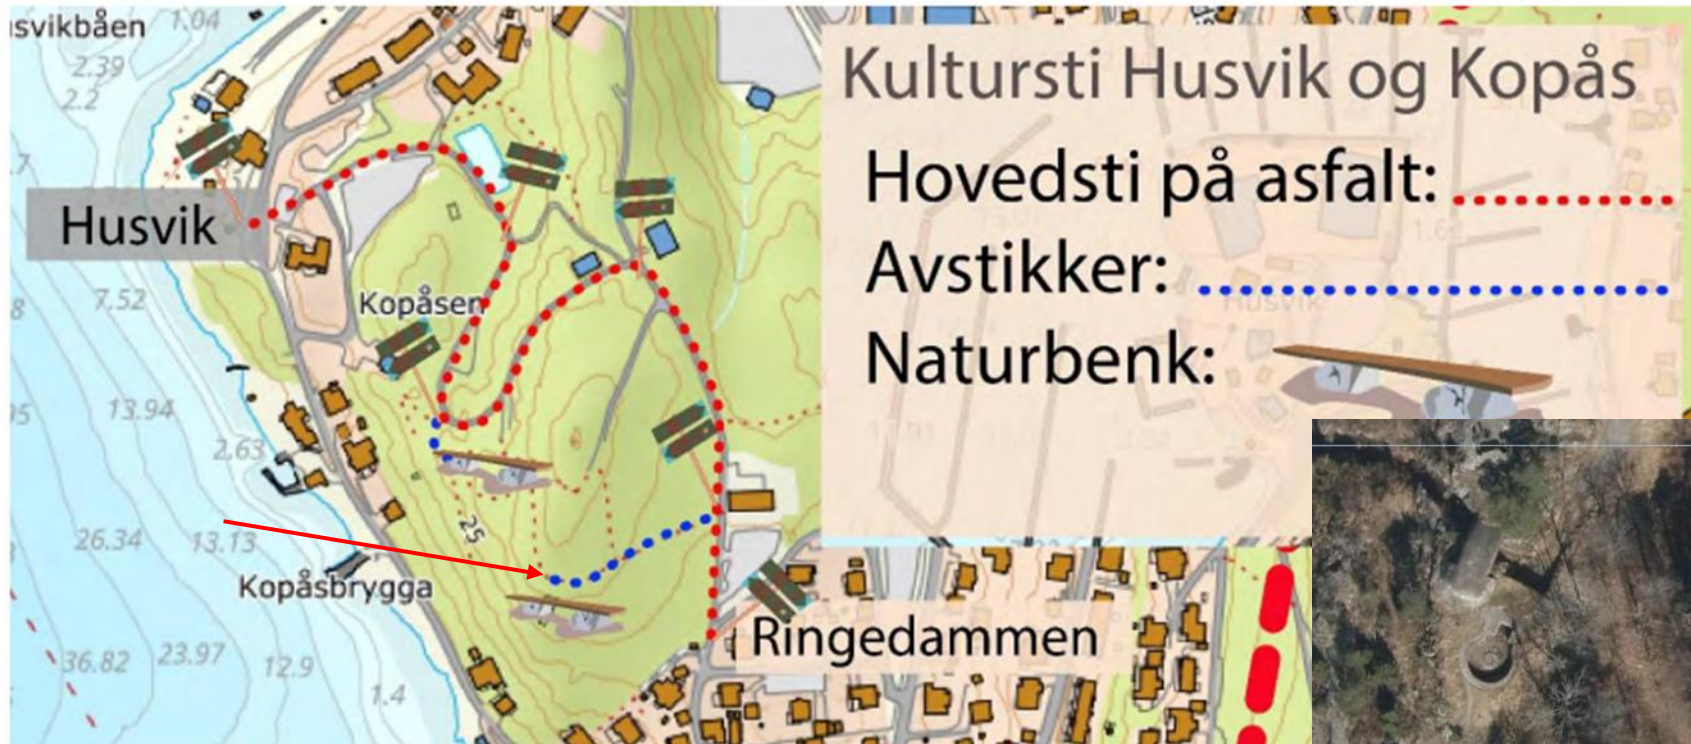 svikbåen
1.04
2.39
2.2
Husvik
7.52
Kopåsen
13.94
2.63
25
26.34
13.13
Kopåsbrygga
36.82
23.97
12.9
1.4
Ringedammen
Kultursti Husvik og Kopås
Hovedsti på asfalt:
Avstikker:
Husvik
Naturbenk: